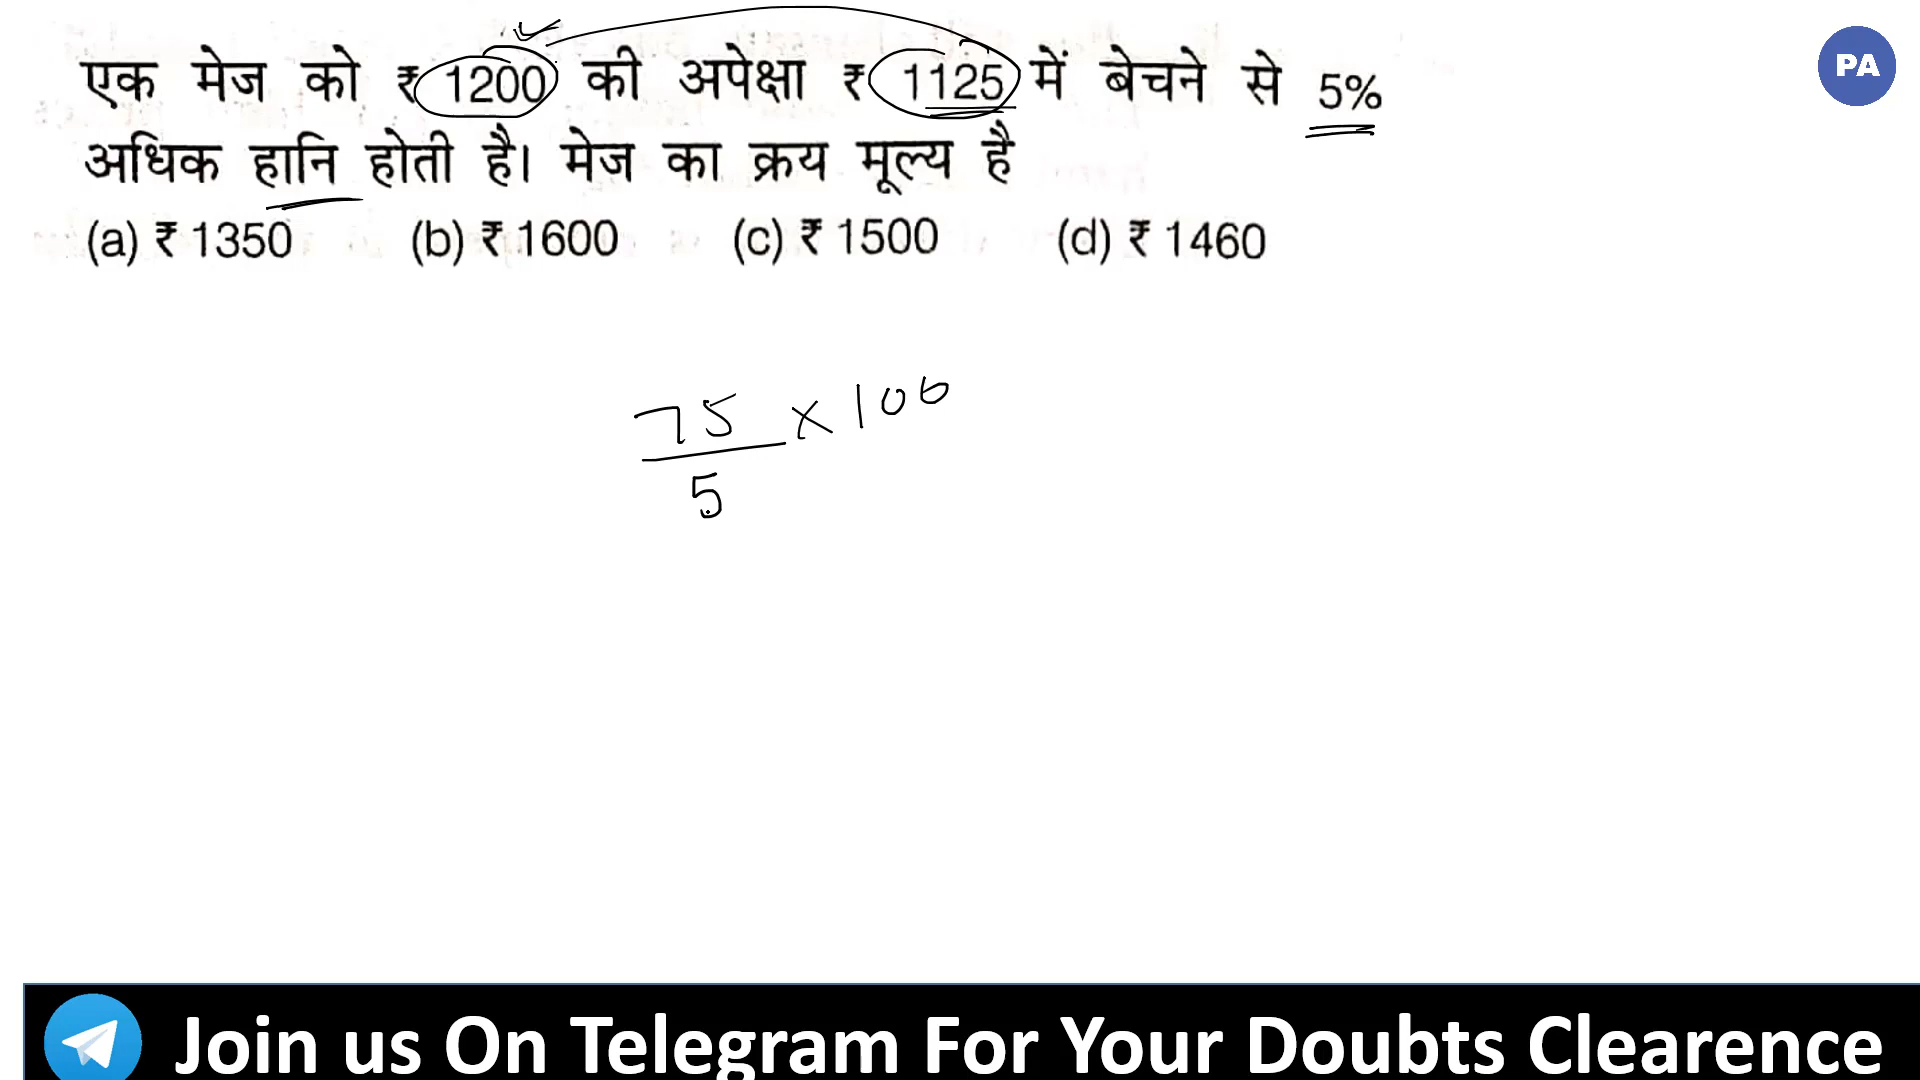 एक मेज को ₹ 1200 की अपेक्षा ₹ 1125 में बेचने से 5%
अधिक हानि होती है। मेज का क्रय मूल्य है
(a) ₹ 1350 (b) ₹ 1600 (c) ₹ 1500 (d) ₹ 1460
PA
75 × 100
5
Join us On Telegram For Your Doubts Clearence